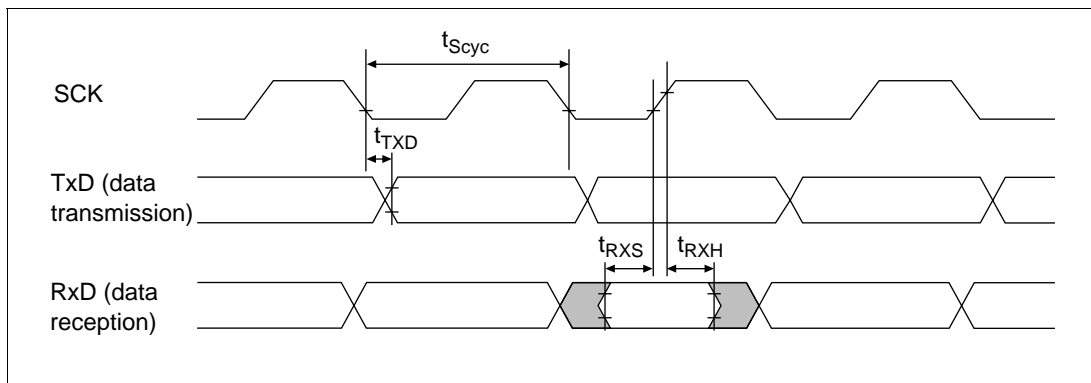 tScyc
SCK
tTXD
TxD (data
transmission)
tRXS
tRXH
RxD (data
reception)